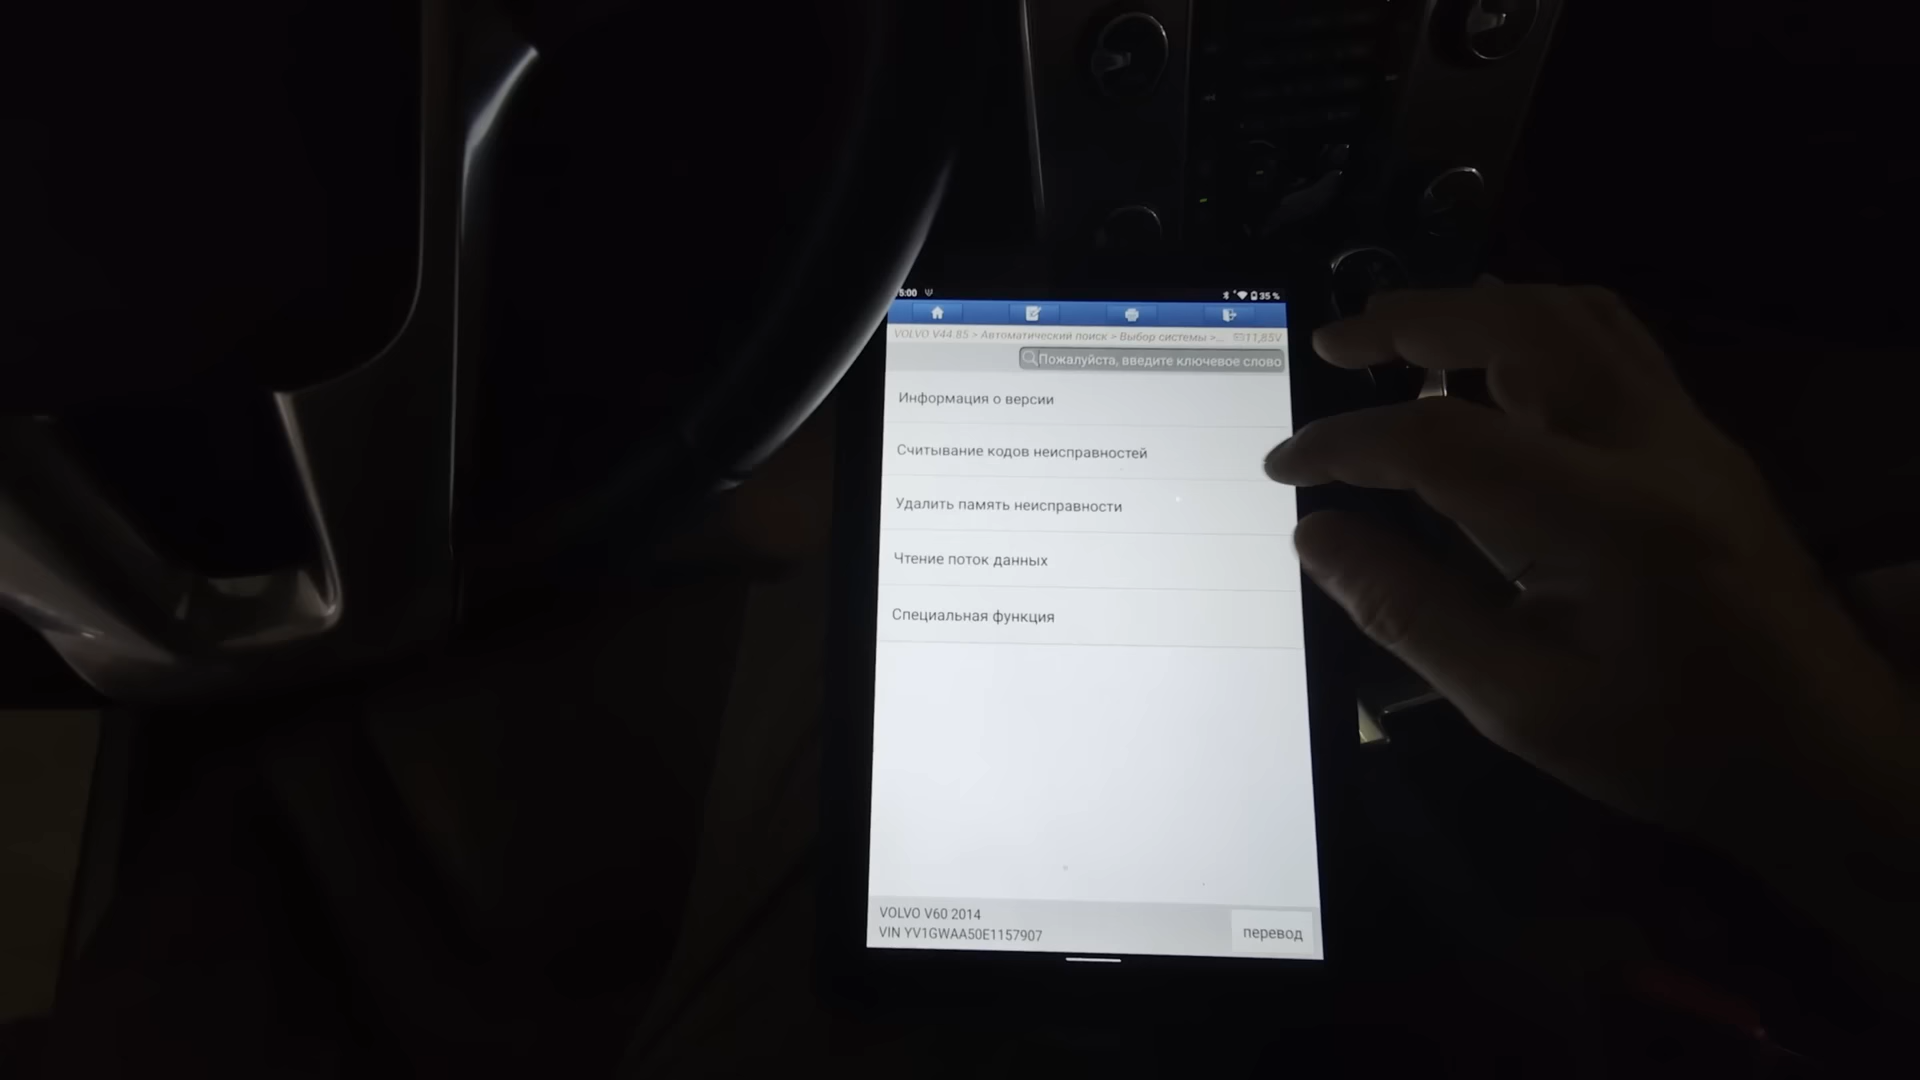 5:00 35 %
VOLVO V44.85 > Автоматический поиск > Выбор системы >... 11,85V
Пожалуйста, введите ключевое слово
Информация о версии
Считывание кодов неисправностей
Удалить память неисправности
Чтение поток данных
Специальная функция
VOLVO V60 2014
VIN YV1GWAA50E1157907
перевод